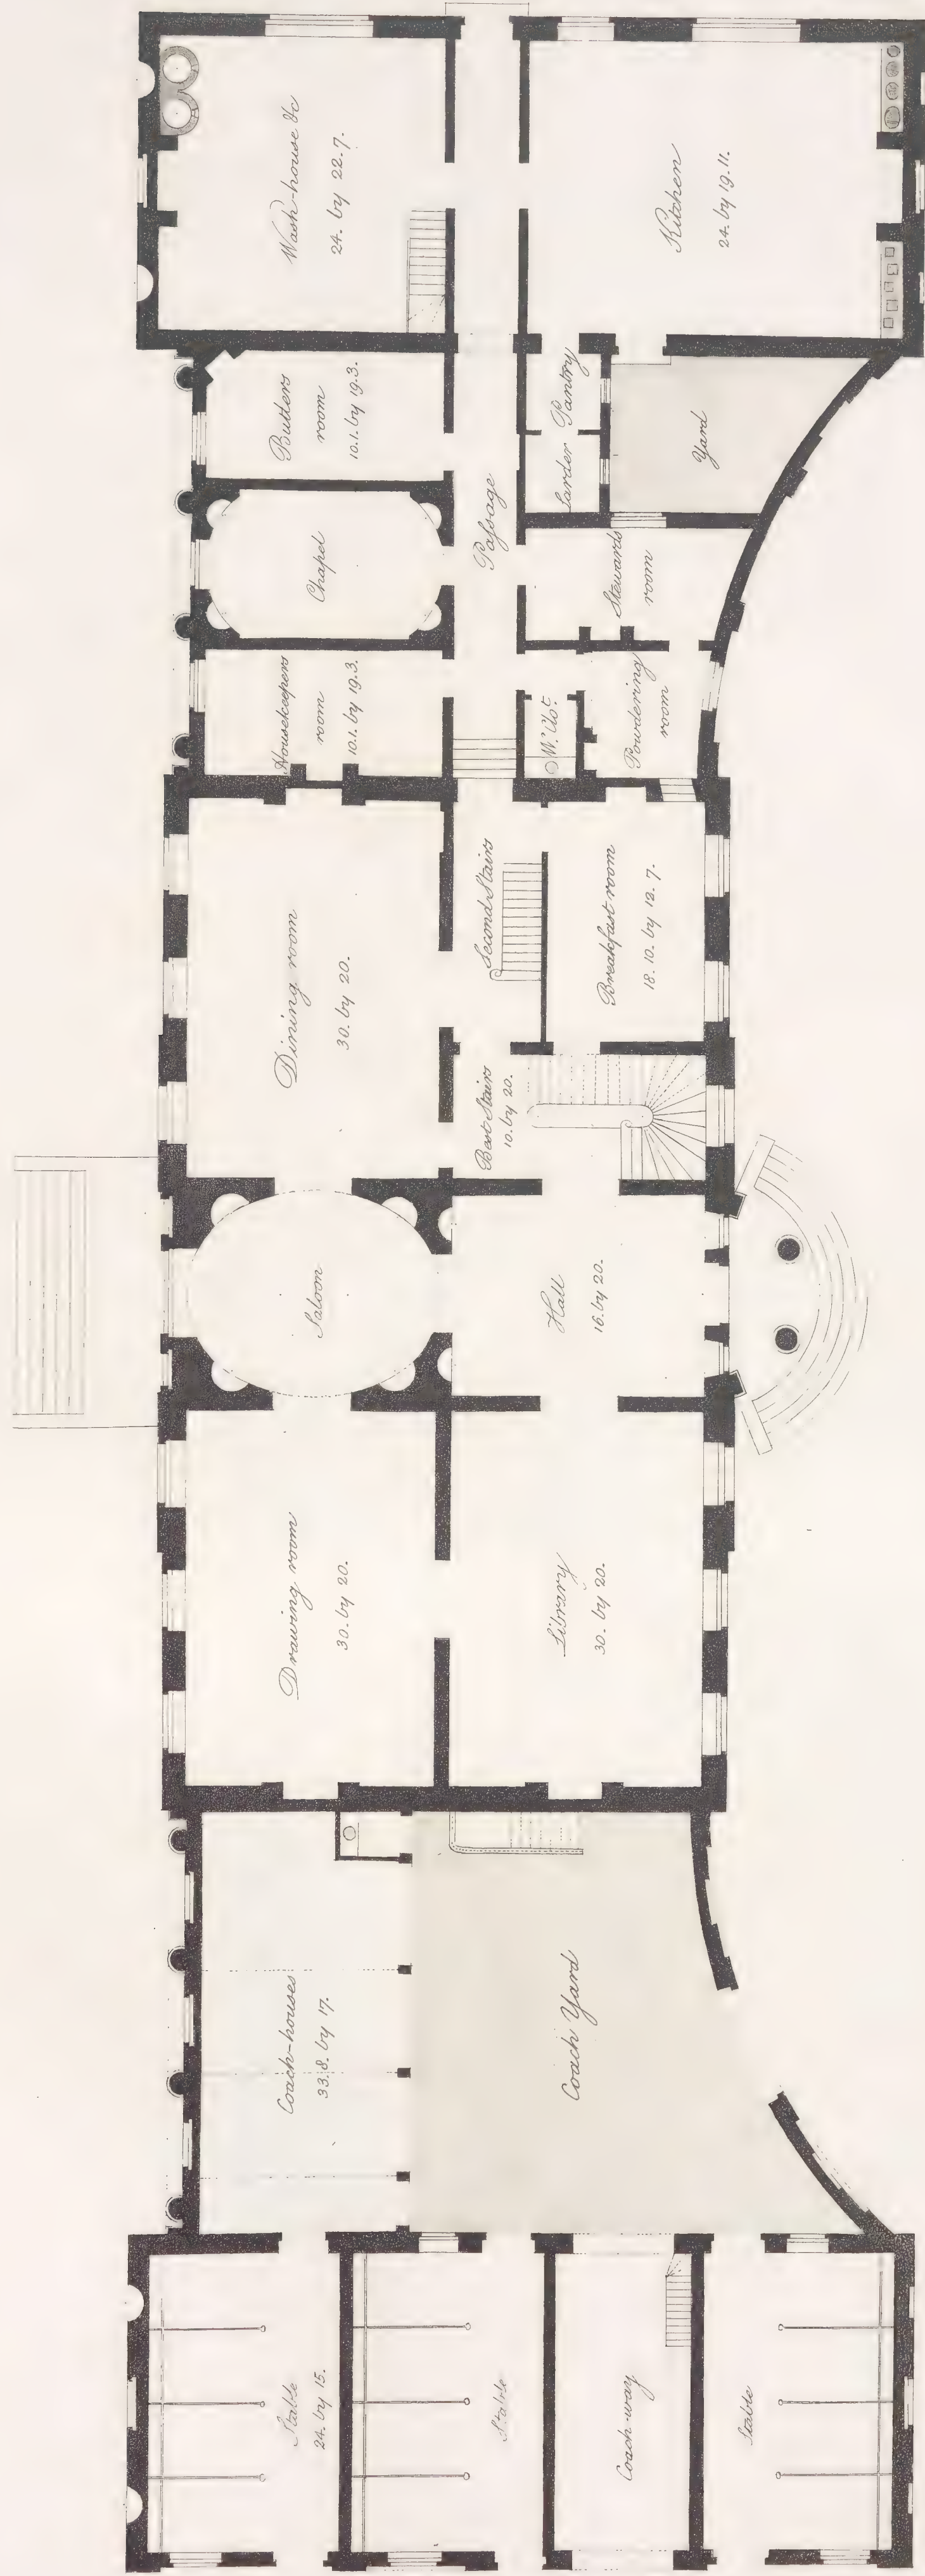 Wash-house &c
24. by 22.7.
Kitchen
24. by 19.11.
Butlers
room
10.1. by 19.3.
Larder
Pantry
Yard
Chapel
Passage
Stewards
room
Housekeepers
room
10.1. by 19.3.
W. Clot.
Powdering
room
Dining room
30. by 20.
Second Stairs
Breakfast room
18.10. by 12.7.
Best Stairs
10. by 20.
Saloon
Hall
16. by 20.
Drawing room
30. by 20.
Library
30. by 20.
Coach-houses
33.8. by 17.
Coach Yard
Stable
24. by 15.
Stable
Coach-way
Stable